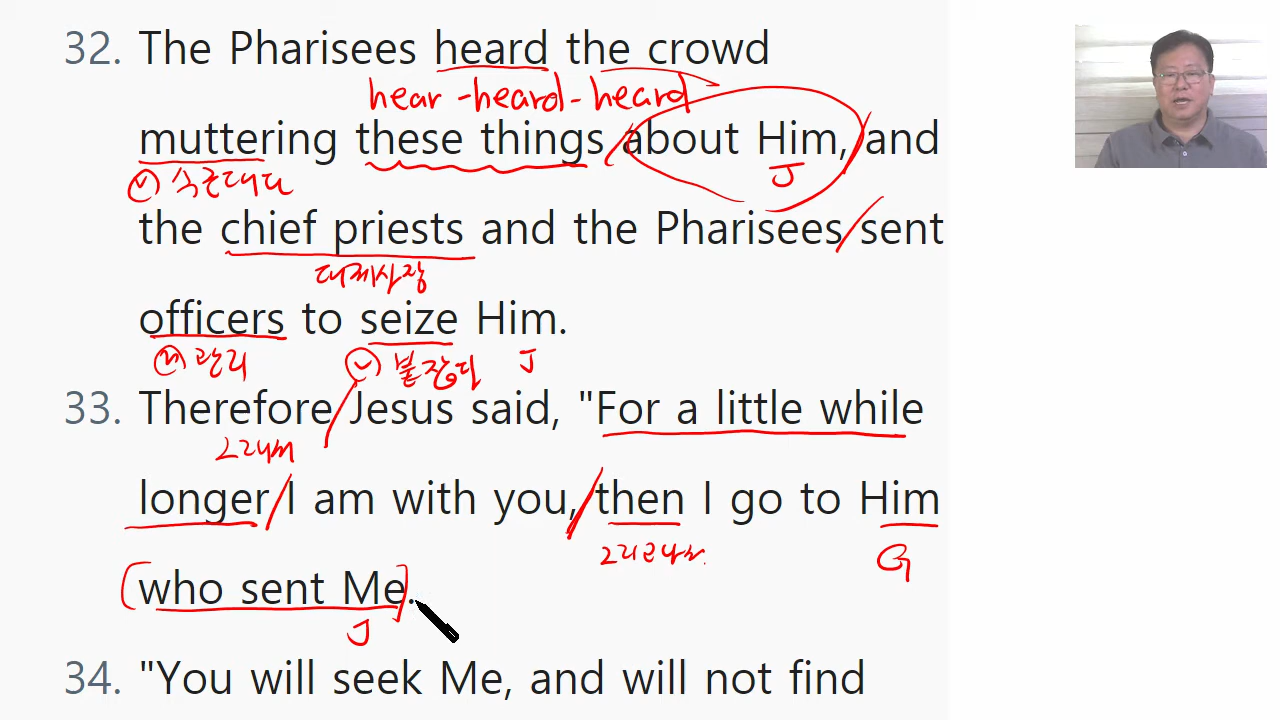 32. The Pharisees heard the crowd
hear - heard - heard
muttering these things about Him, and
J
ⓥ 수군대다
the chief priests and the Pharisees sent
대제사장
officers to seize Him.
ⓝ 관리 ⓥ 붙잡다 J
33. Therefore Jesus said, "For a little while
그러니까
longer I am with you, then I go to Him
그리고나서 G
who sent Me.
J
34. "You will seek Me, and will not find